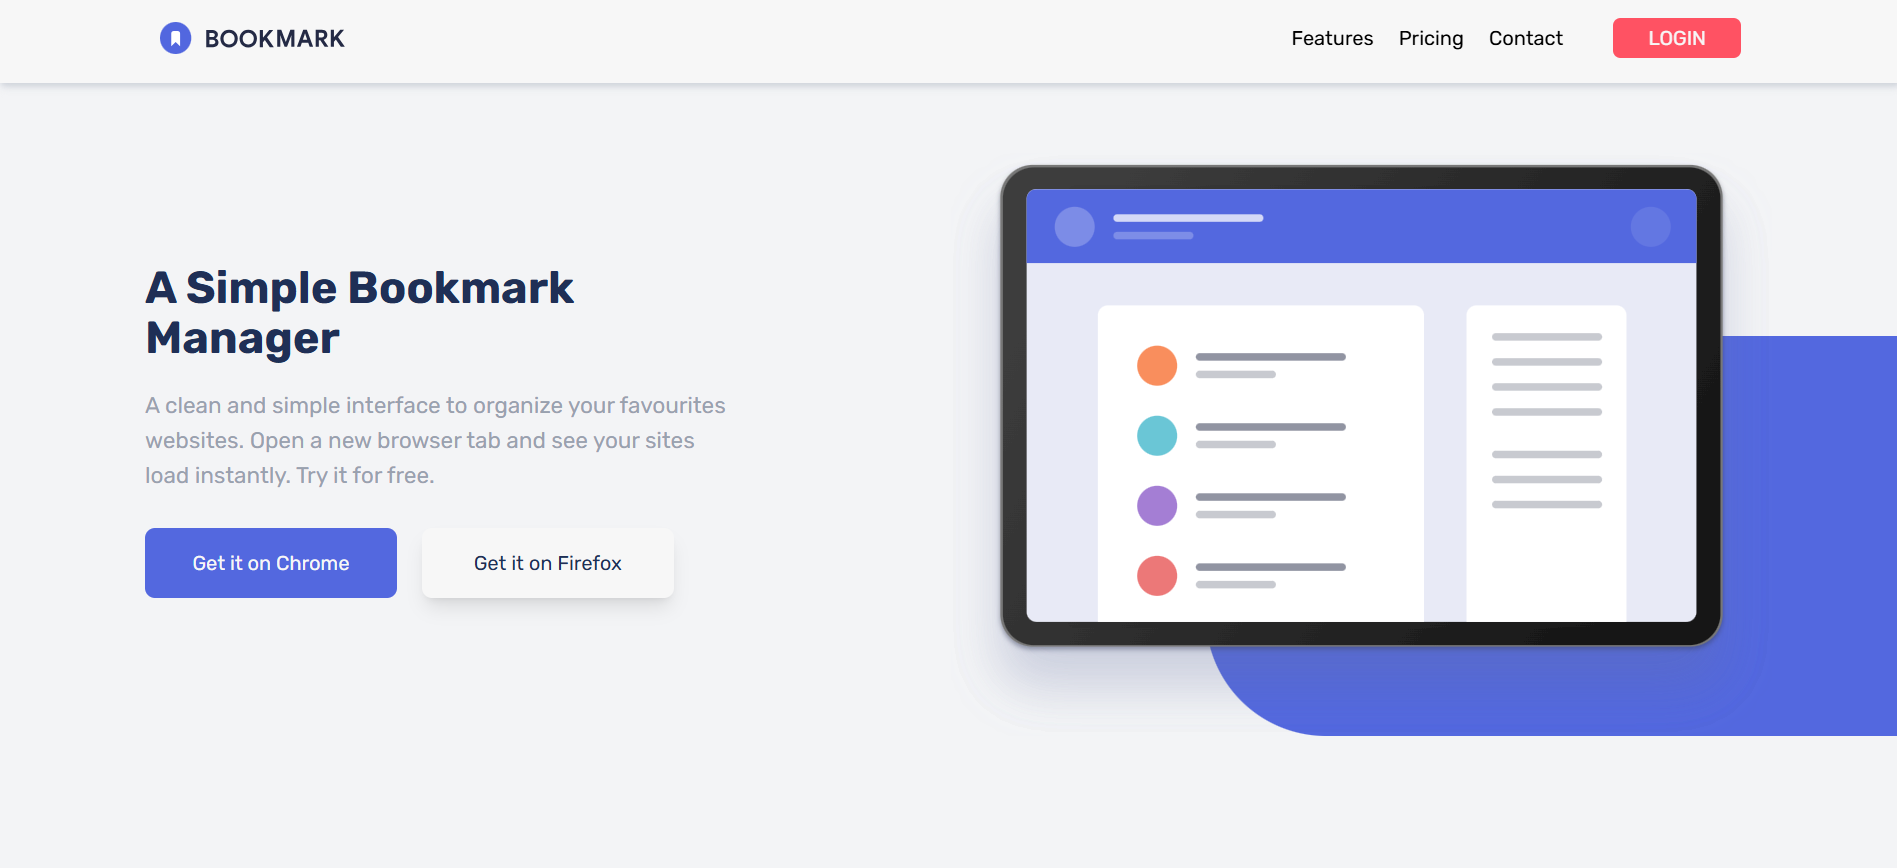 BOOKMARK
Features Pricing Contact LOGIN
A Simple Bookmark
Manager
A clean and simple interface to organize your favourites
websites. Open a new browser tab and see your sites
load instantly. Try it for free.
Get it on Chrome Get it on Firefox